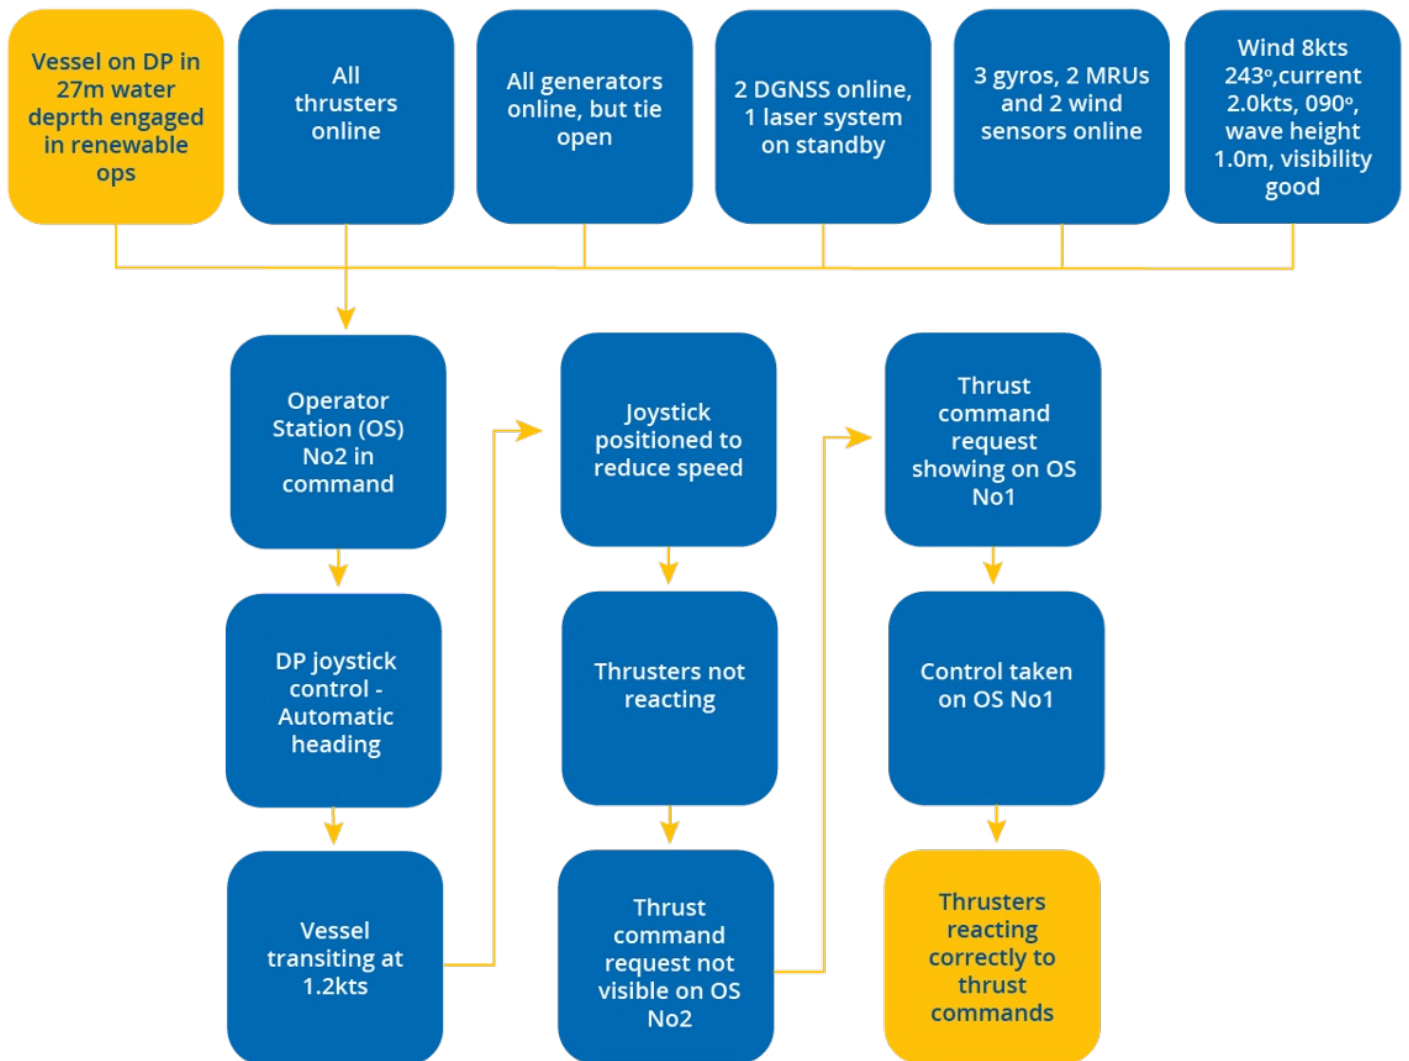 Vessel on DP in
27m water
deprth engaged
in renewable
ops
All
thrusters
online
All generators
online, but tie
open
2 DGNSS online,
1 laser system
on standby
3 gyros, 2 MRUs
and 2 wind
sensors online
Wind 8kts
243º,current
2.0kts, 090º,
wave height
1.0m, visibility
good
Operator
Station (OS)
No2 in
command
DP joystick
control -
Automatic
heading
Vessel
transiting at
1.2kts
Joystick
positioned to
reduce speed
Thrusters not
reacting
Thrust
command
request not
visible on OS
No2
Thrust
command
request
showing on OS
No1
Control taken
on OS No1
Thrusters
reacting
correctly to
thrust
commands